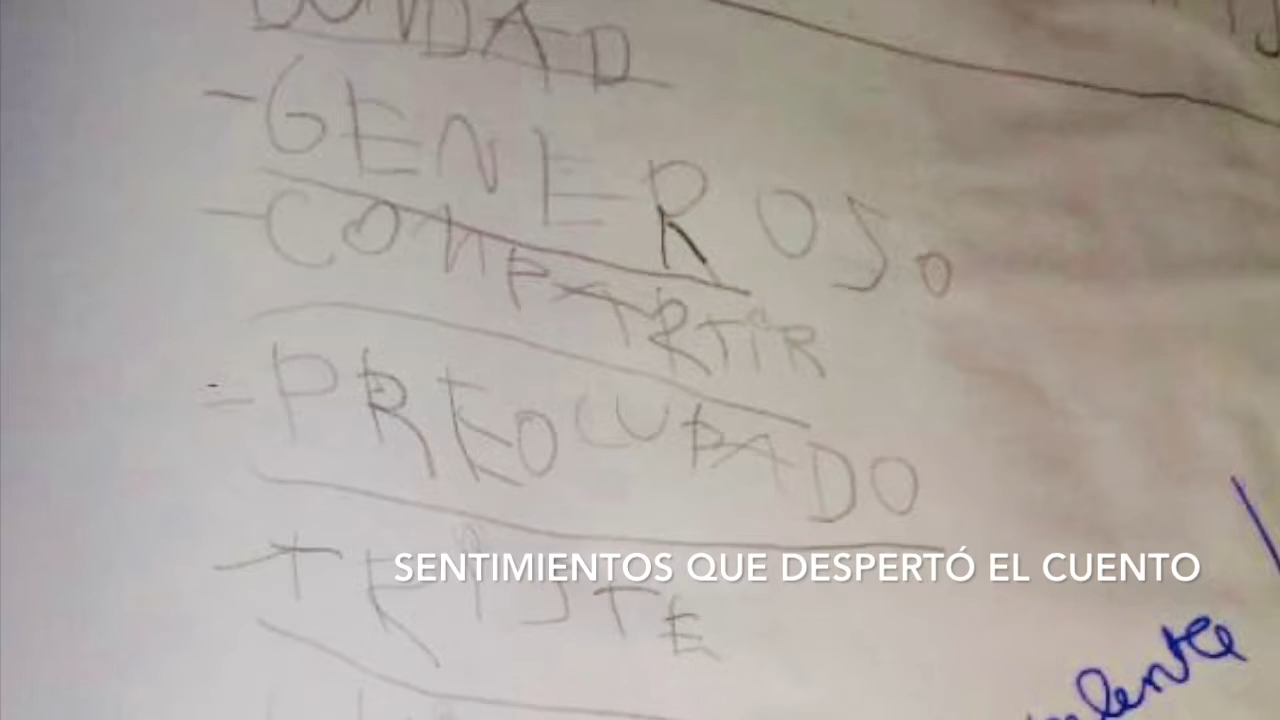 BONDAD
- GENEROSO
- COMPARTIR
- PREOCUPADO
- TRISTE
SENTIMIENTOS QUE DESPERTÓ EL CUENTO